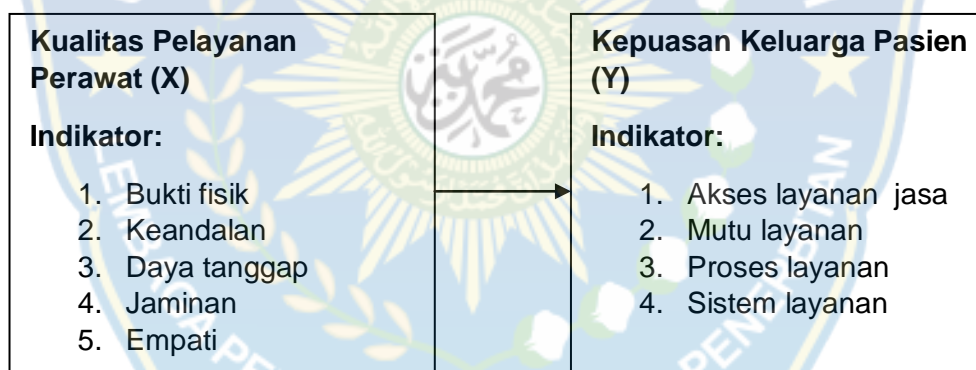 Kualitas Pelayanan
Perawat (X)
Indikator:
1. Bukti fisik
2. Keandalan
3. Daya tanggap
4. Jaminan
5. Empati
Kepuasan Keluarga Pasien
(Y)
Indikator:
1. Akses layanan jasa
2. Mutu layanan
3. Proses layanan
4. Sistem layanan